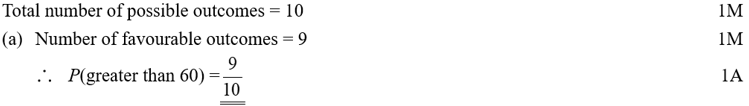 Total number of possible outcomes = 10 1M
(a) Number of favourable outcomes = 9 1M
∴ P(greater than 60) = 9/10 1A